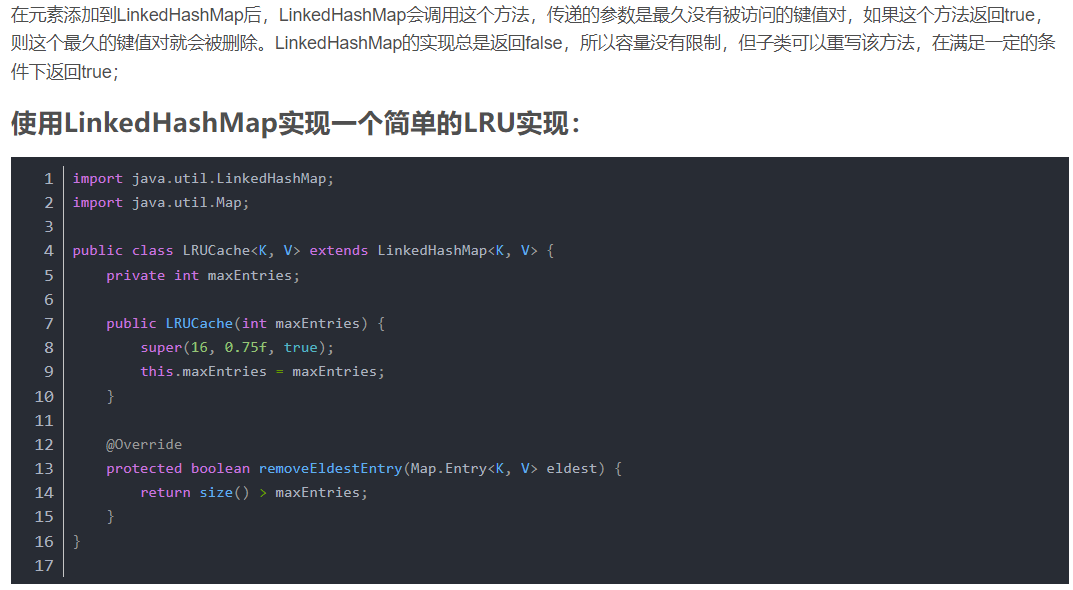 在元素添加到LinkedHashMap后，LinkedHashMap会调用这个方法，传递的参数是最久没有被访问的键值对，如果这个方法返回true，
则这个最久的键值对就会被删除。LinkedHashMap的实现总是返回false，所以容量没有限制，但子类可以重写该方法，在满足一定的条
件下返回true；
使用LinkedHashMap实现一个简单的LRU实现：
1 import java.util.LinkedHashMap;
2 import java.util.Map;
3
4 public class LRUCache<K, V> extends LinkedHashMap<K, V> {
5     private int maxEntries;
6
7     public LRUCache(int maxEntries) {
8         super(16, 0.75f, true);
9         this.maxEntries = maxEntries;
10     }
11
12     @Override
13     protected boolean removeEldestEntry(Map.Entry<K, V> eldest) {
14         return size() > maxEntries;
15     }
16 }
17